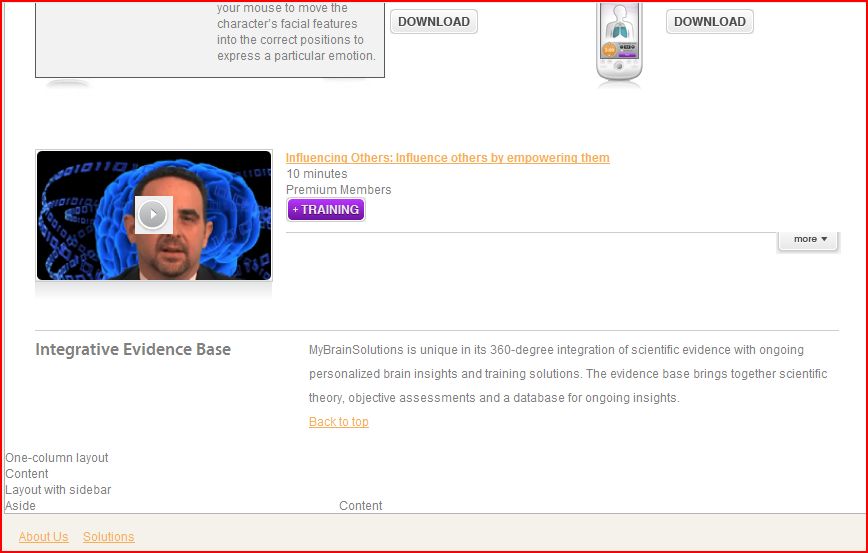 your mouse to move the
character's facial features
into the correct positions to
express a particular emotion.
DOWNLOAD
DOWNLOAD
Influencing Others: Influence others by empowering them
10 minutes
Premium Members
+ TRAINING
more
Integrative Evidence Base
MyBrainSolutions is unique in its 360-degree integration of scientific evidence with ongoing
personalized brain insights and training solutions. The evidence base brings together scientific
theory, objective assessments and a database for ongoing insights.
Back to top
One-column layout
Content
Layout with sidebar
Aside Content
About Us Solutions